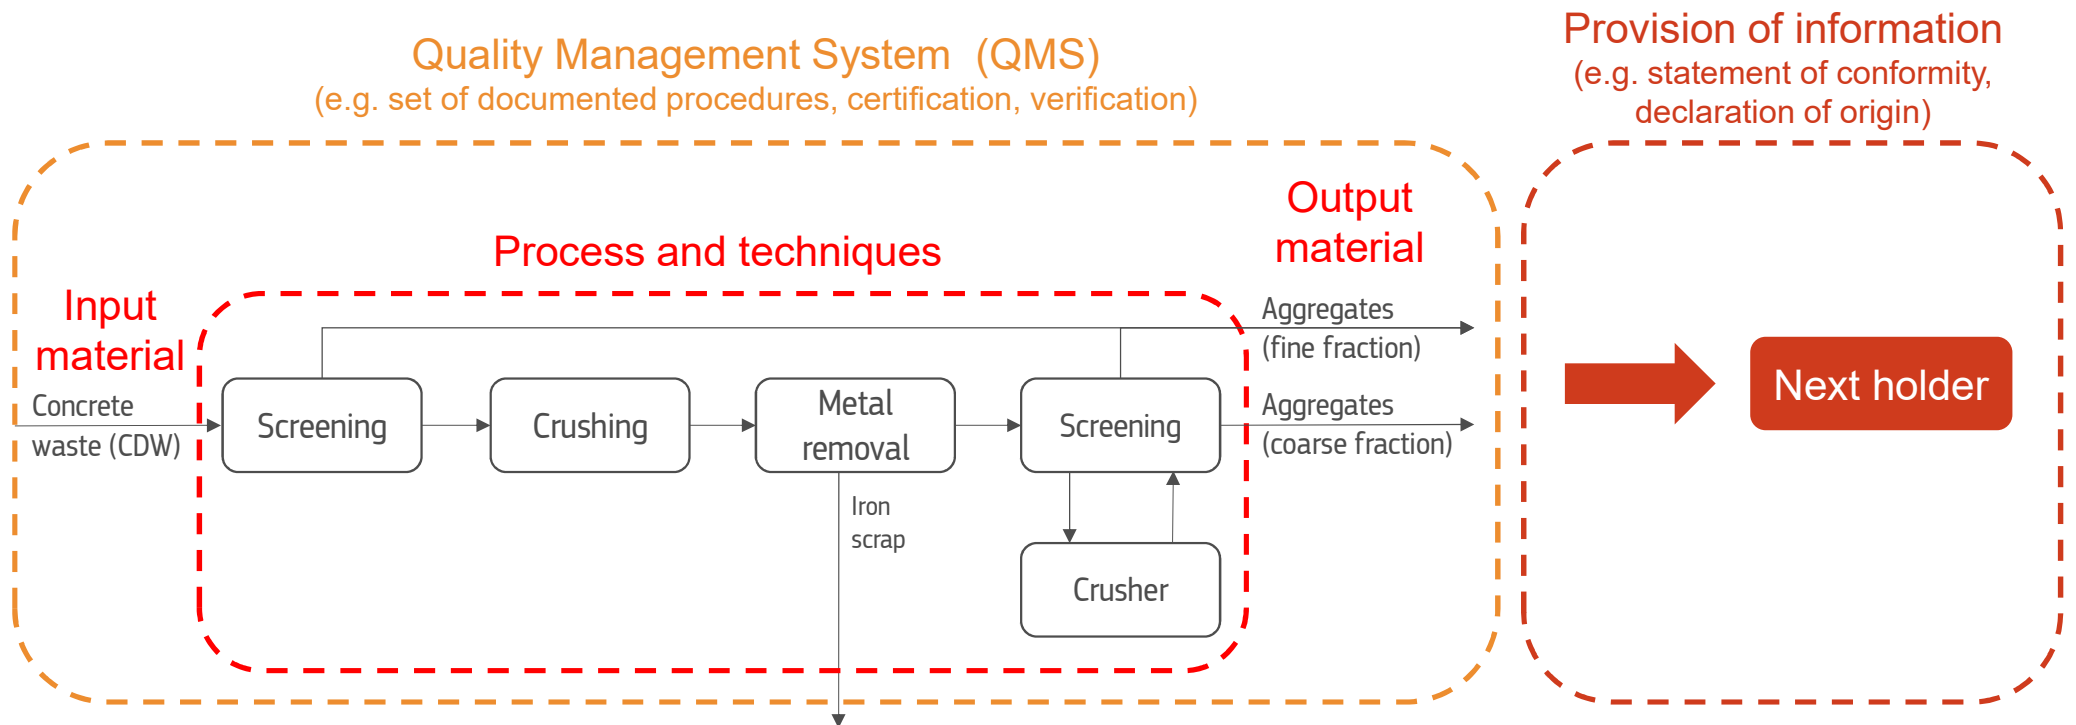 Quality Management System (QMS)
(e.g. set of documented procedures, certification, verification)
Provision of information
(e.g. statement of conformity,
declaration of origin)
Output
material
Process and techniques
Input
material
Aggregates
(fine fraction)
Concrete
waste (CDW)
Screening
Crushing
Metal
removal
Screening
Aggregates
(coarse fraction)
Next holder
Iron
scrap
Crusher